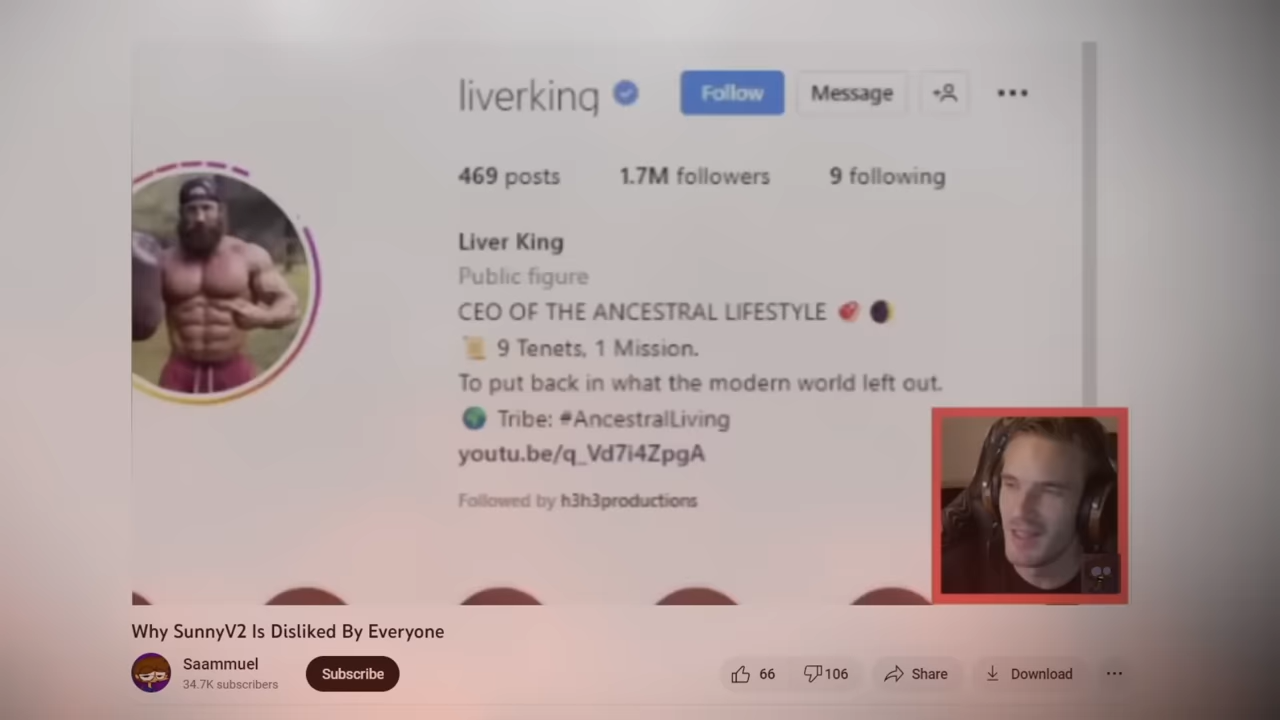 liverking
Follow
Message
469 posts
1.7M followers
9 following
Liver King
Public figure
CEO OF THE ANCESTRAL LIFESTYLE
9 Tenets, 1 Mission.
To put back in what the modern world left out.
Tribe: #AncestralLiving
youtu.be/q_Vd7i4ZpgA
Followed by h3h3productions
Why SunnyV2 Is Disliked By Everyone
Saammuel
34.7K subscribers
Subscribe
66
106
Share
Download